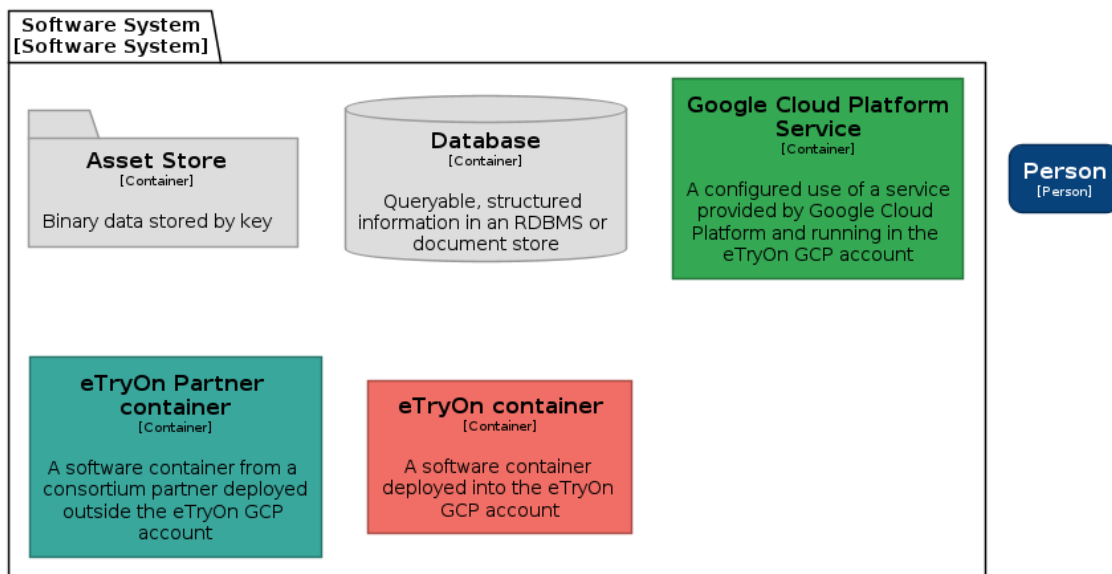 Software System
[Software System]
Asset Store
[Container]
Binary data stored by key
Database
[Container]
Queryable, structured
information in an RDBMS or
document store
Google Cloud Platform
Service
[Container]
A configured use of a service
provided by Google Cloud
Platform and running in the
eTryOn GCP account
Person
[Person]
eTryOn Partner
container
[Container]
A software container from a
consortium partner deployed
outside the eTryOn GCP
account
eTryOn container
[Container]
A software container
deployed into the eTryOn
GCP account